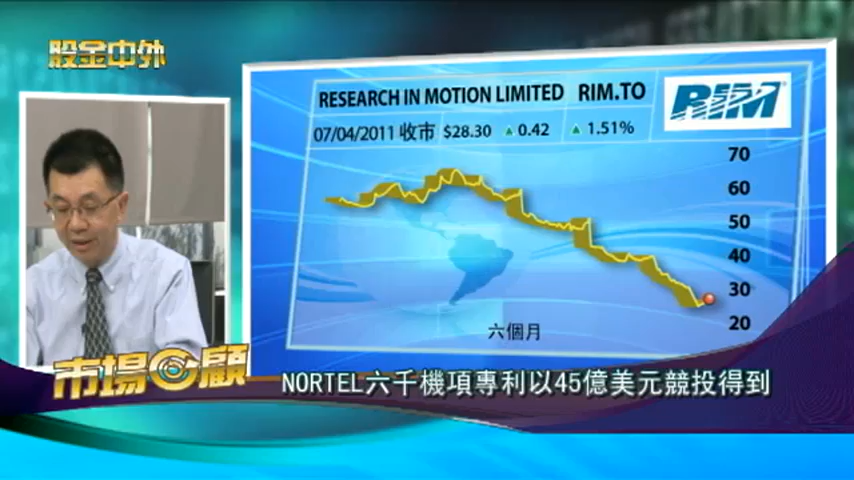 股金中外
RESEARCH IN MOTION LIMITED RIM.TO
RIM
07/04/2011 收市 $28.30 ▲ 0.42 ▲ 1.51%
70
60
50
40
30
20
六個月
市場回顧
NORTEL六千機項專利以45億美元競投得到